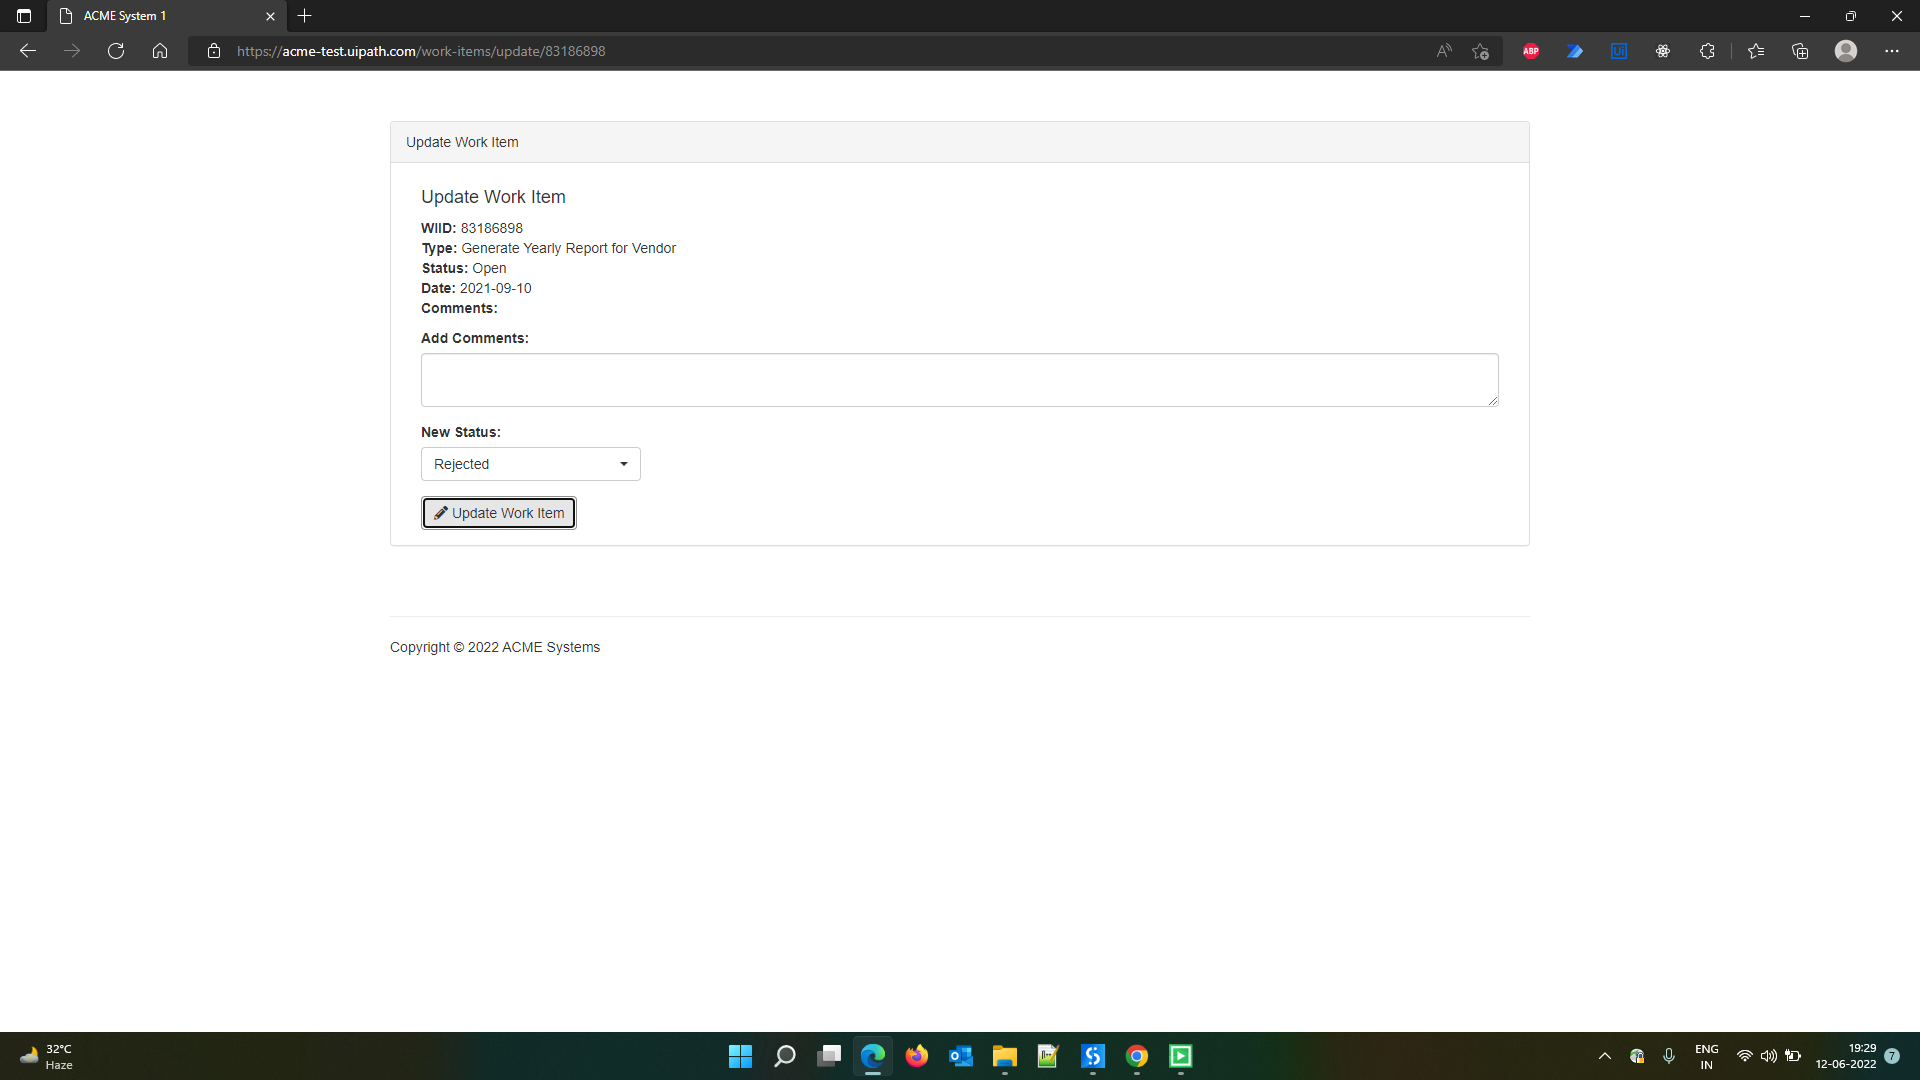 ACME System 1
https://acme-test.uipath.com/work-items/update/83186898
ABP
Ui
Update Work Item
Update Work Item
WIID: 83186898
Type: Generate Yearly Report for Vendor
Status: Open
Date: 2021-09-10
Comments:
Add Comments:
New Status:
Rejected
Update Work Item
Copyright © 2022 ACME Systems
32°C
Haze
ENG
IN
19:29
12-06-2022
7